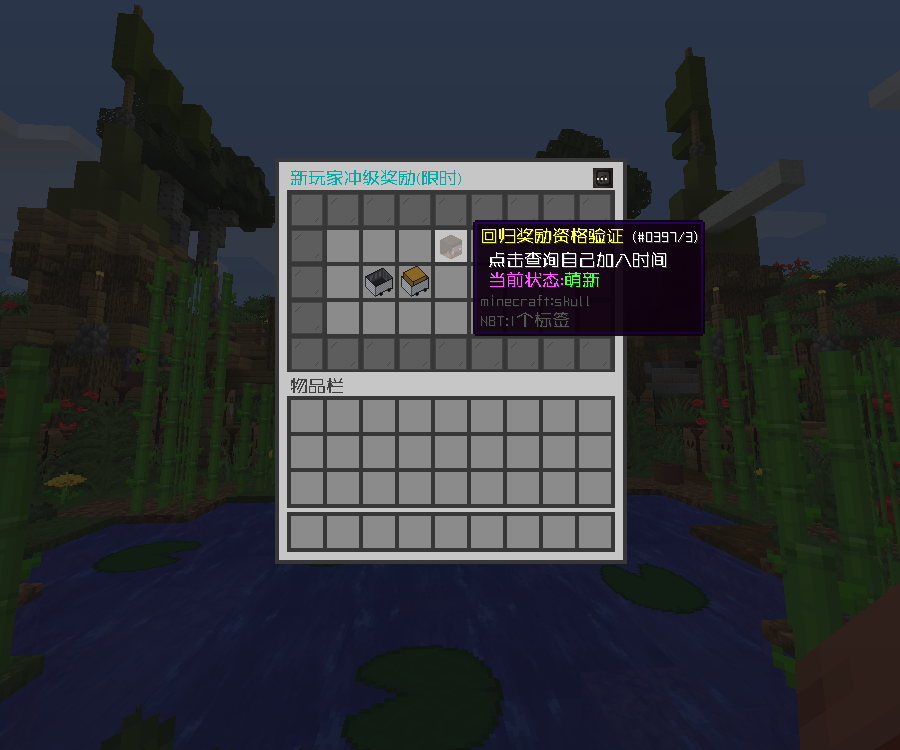 新玩家冲级奖励(限时)
回归奖励资格验证 (#0397/3)
点击查询自己加入时间
当前状态:萌新
minecraft:skull
NBT:1个标签
物品栏